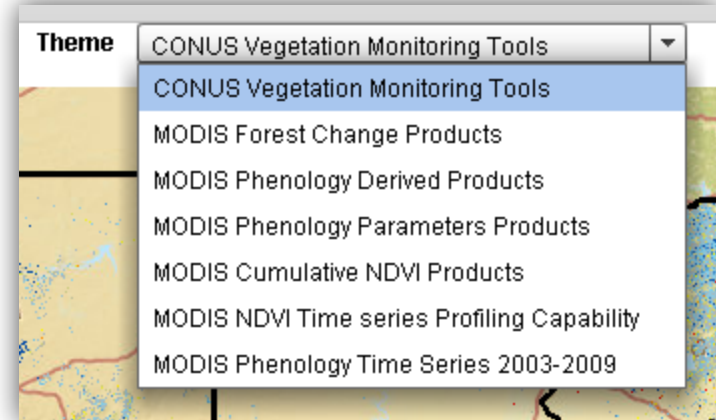 Theme CONUS Vegetation Monitoring Tools
CONUS Vegetation Monitoring Tools
MODIS Forest Change Products
MODIS Phenology Derived Products
MODIS Phenology Parameters Products
MODIS Cumulative NDVI Products
MODIS NDVI Time series Profiling Capability
MODIS Phenology Time Series 2003-2009